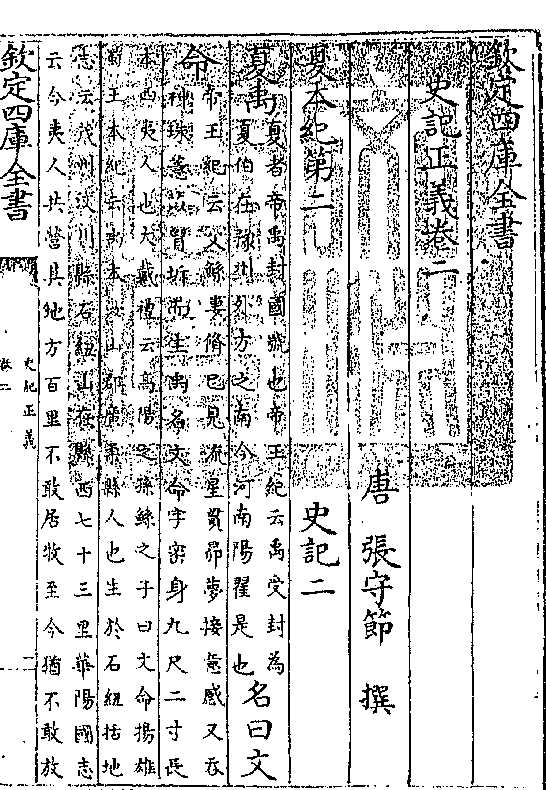 欽定四庫全書
史記正義卷二
唐 張守節 撰
夏本紀第二 史記二
夏禹夏者帝禹封國號也帝王紀云禹受封為
夏伯在豫州外方之南今河南陽翟是也名曰文
命帝王紀云父鯀妻脩己見流星貫昴夢接意感又吞
神珠薏苡胷坼而生禹名文命字密身九尺二寸長
本西夷人也大戴禮云高陽之孫鯀之子曰文命揚雄
蜀王本紀云禹本汶山郡廣柔縣人也生於石紐括地
志云茂州汶川縣石紐山在縣西七十三里華陽國志
云今夷人共營其地方百里不敢居牧至今猶不敢放
欽定四庫全書
史記正義
卷二
一